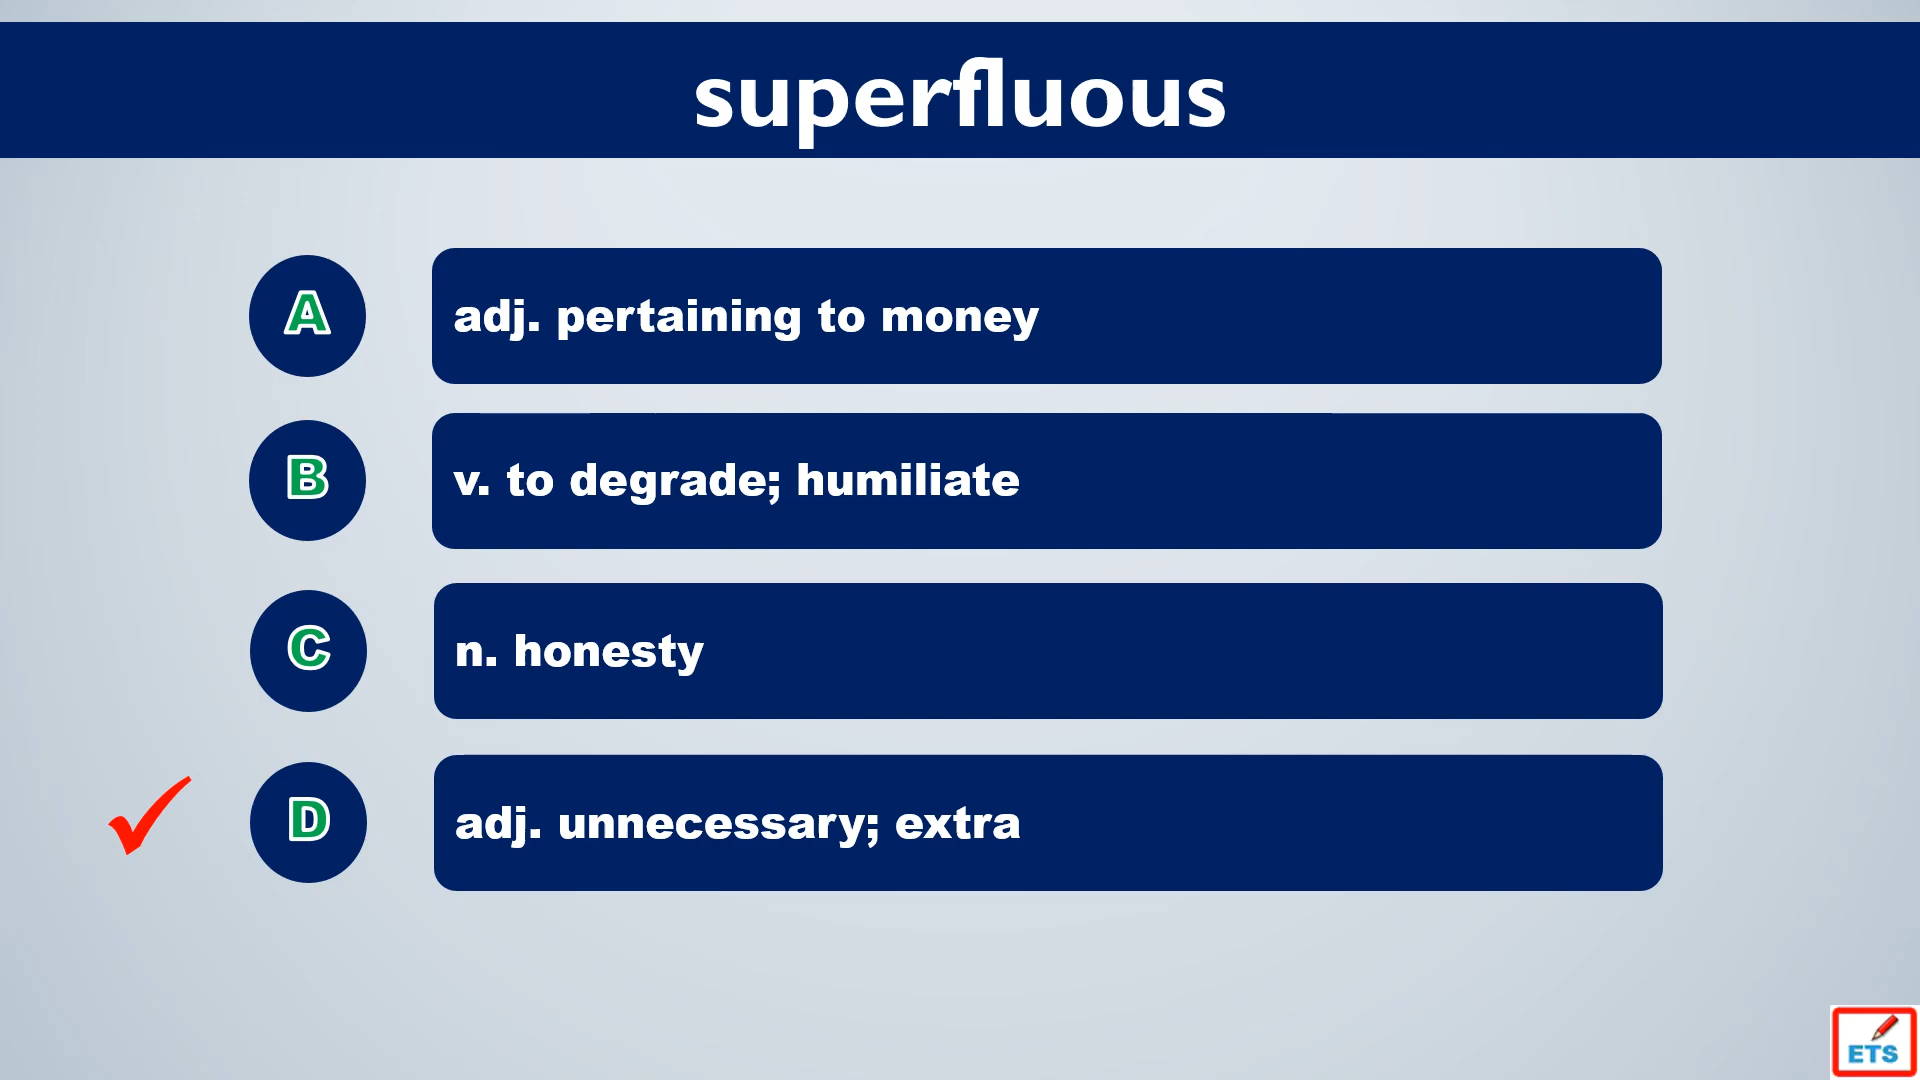 superfluous
A
adj. pertaining to money
B
v. to degrade; humiliate
C
n. honesty
D
adj. unnecessary; extra
ETS